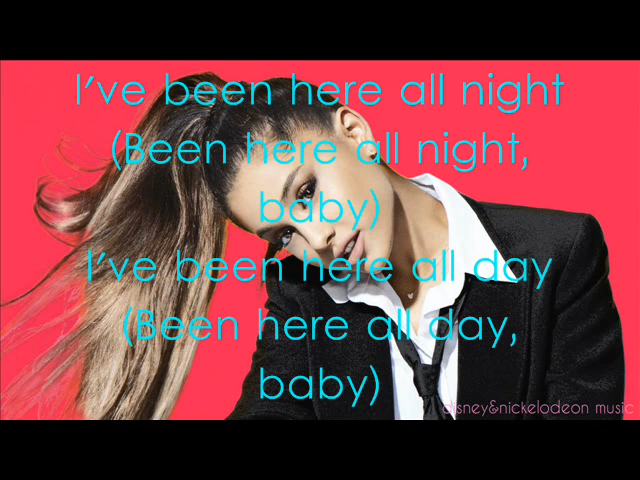 I've been here all night
(Been here all night,
baby)
I've been here all day
(Been here all day,
baby)
disney&nickelodeon music